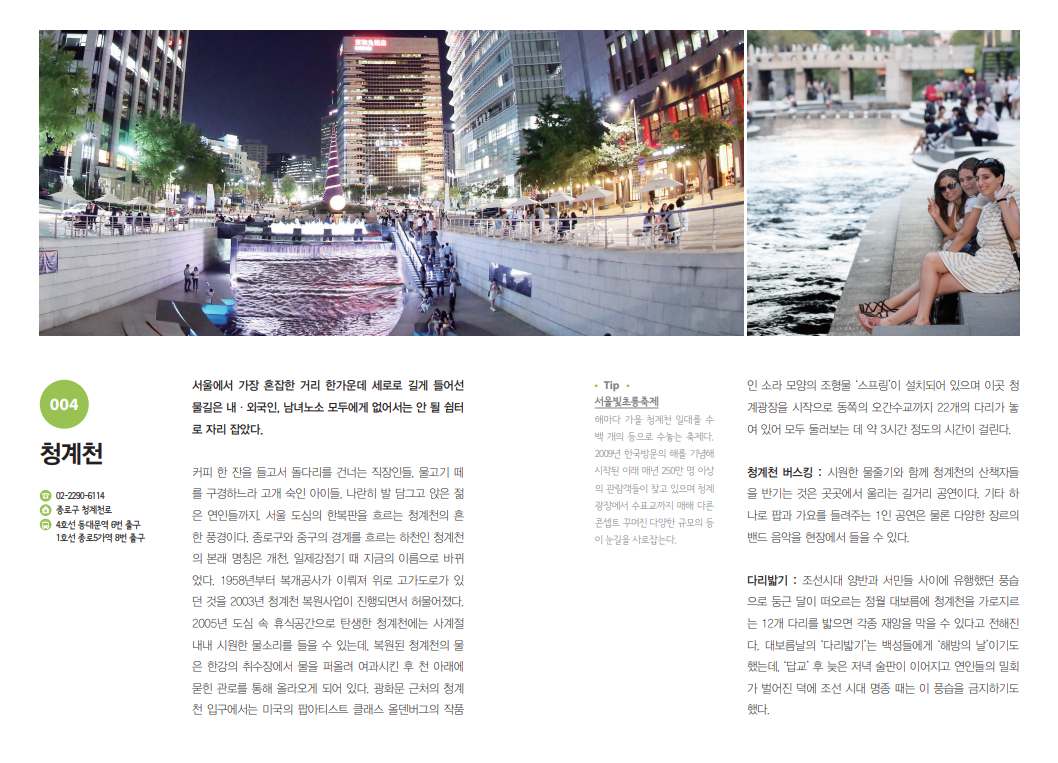 004
청계천
02-2290-6114
종로구 청계천로
4호선 동대문역 6번 출구
1호선 종로5가역 8번 출구
서울에서 가장 혼잡한 거리 한가운데 세로로 길게 들어선
물길은 내 · 외국인, 남녀노소 모두에게 없어서는 안 될 쉼터
로 자리 잡았다.
커피 한 잔을 들고서 돌다리를 건너는 직장인들, 물고기 떼
를 구경하느라 고개 숙인 아이들, 나란히 발 담그고 앉은 젊
은 연인들까지. 서울 도심의 한복판을 흐르는 청계천의 흔
한 풍경이다. 종로구와 중구의 경계를 흐르는 하천인 청계천
의 본래 명칭은 개천, 일제강점기 때 지금의 이름으로 바뀌
었다. 1958년부터 복개공사가 이뤄져 위로 고가도로가 있
던 것을 2003년 청계천 복원사업이 진행되면서 허물어졌다.
2005년 도심 속 휴식공간으로 탄생한 청계천에는 사계절
내내 시원한 물소리를 들을 수 있는데, 복원된 청계천의 물
은 한강의 취수장에서 물을 퍼올려 여과시킨 후 천 아래에
묻힌 관로를 통해 올라오게 되어 있다. 광화문 근처의 청계
천 입구에서는 미국의 팝아티스트 클래스 올덴버그의 작품
• Tip •
서울빛초롱축제
해마다 가을 청계천 일대를 수
백 개의 등으로 수놓는 축제다.
2009년 한국방문의 해를 기념해
시작된 이래 매년 250만 명 이상
의 관람객들이 찾고 있으며 청계
광장에서 수표교까지 매해 다른
콘셉트 꾸며진 다양한 규모의 등
이 눈길을 사로잡는다.
인 소라 모양의 조형물 '스프링'이 설치되어 있으며 이곳 청
계광장을 시작으로 동쪽의 오간수교까지 22개의 다리가 놓
여 있어 모두 둘러보는 데 약 3시간 정도의 시간이 걸린다.
청계천 버스킹 : 시원한 물줄기와 함께 청계천의 산책자들
을 반기는 것은 곳곳에서 울리는 길거리 공연이다. 기타 하
나로 팝과 가요를 들려주는 1인 공연은 물론 다양한 장르의
밴드 음악을 현장에서 들을 수 있다.
다리밟기 : 조선시대 양반과 서민들 사이에 유행했던 풍습
으로 둥근 달이 떠오르는 정월 대보름에 청계천을 가로지르
는 12개 다리를 밟으면 각종 재앙을 막을 수 있다고 전해진
다. 대보름날의 '다리밟기'는 백성들에게 '해방의 날'이기도
했는데, '답교' 후 늦은 저녁 술판이 이어지고 연인들의 밀회
가 벌어진 덕에 조선 시대 명종 때는 이 풍습을 금지하기도
했다.